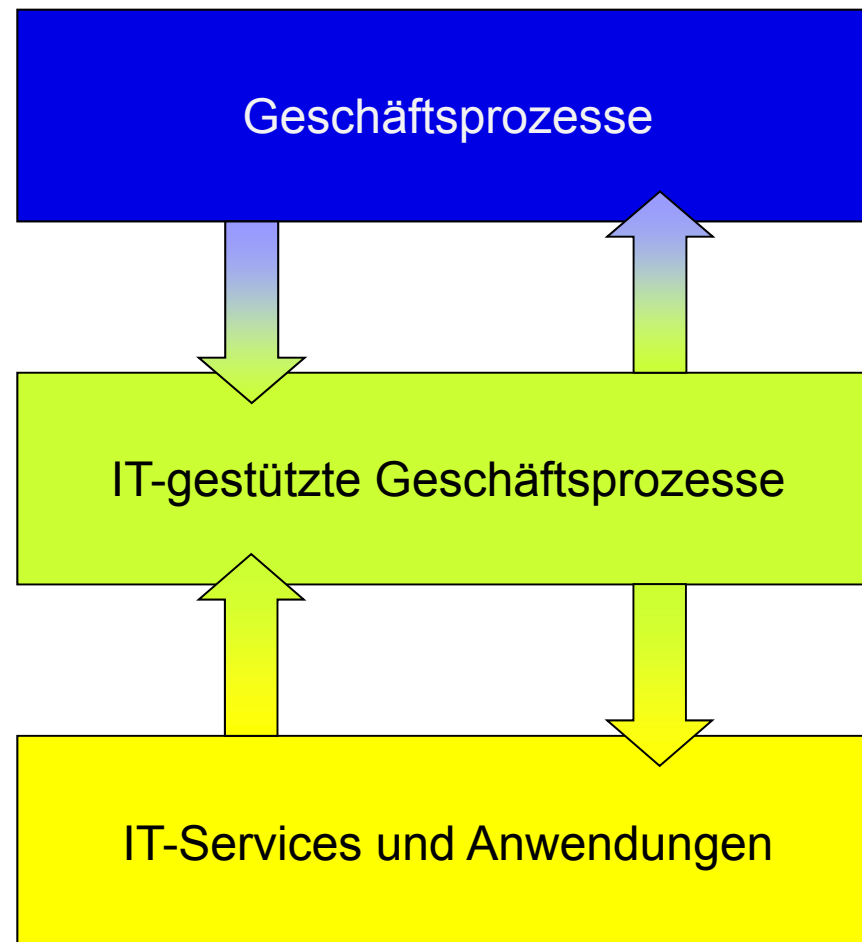 Geschäftsprozesse
IT-gestützte Geschäftsprozesse
IT-Services und Anwendungen